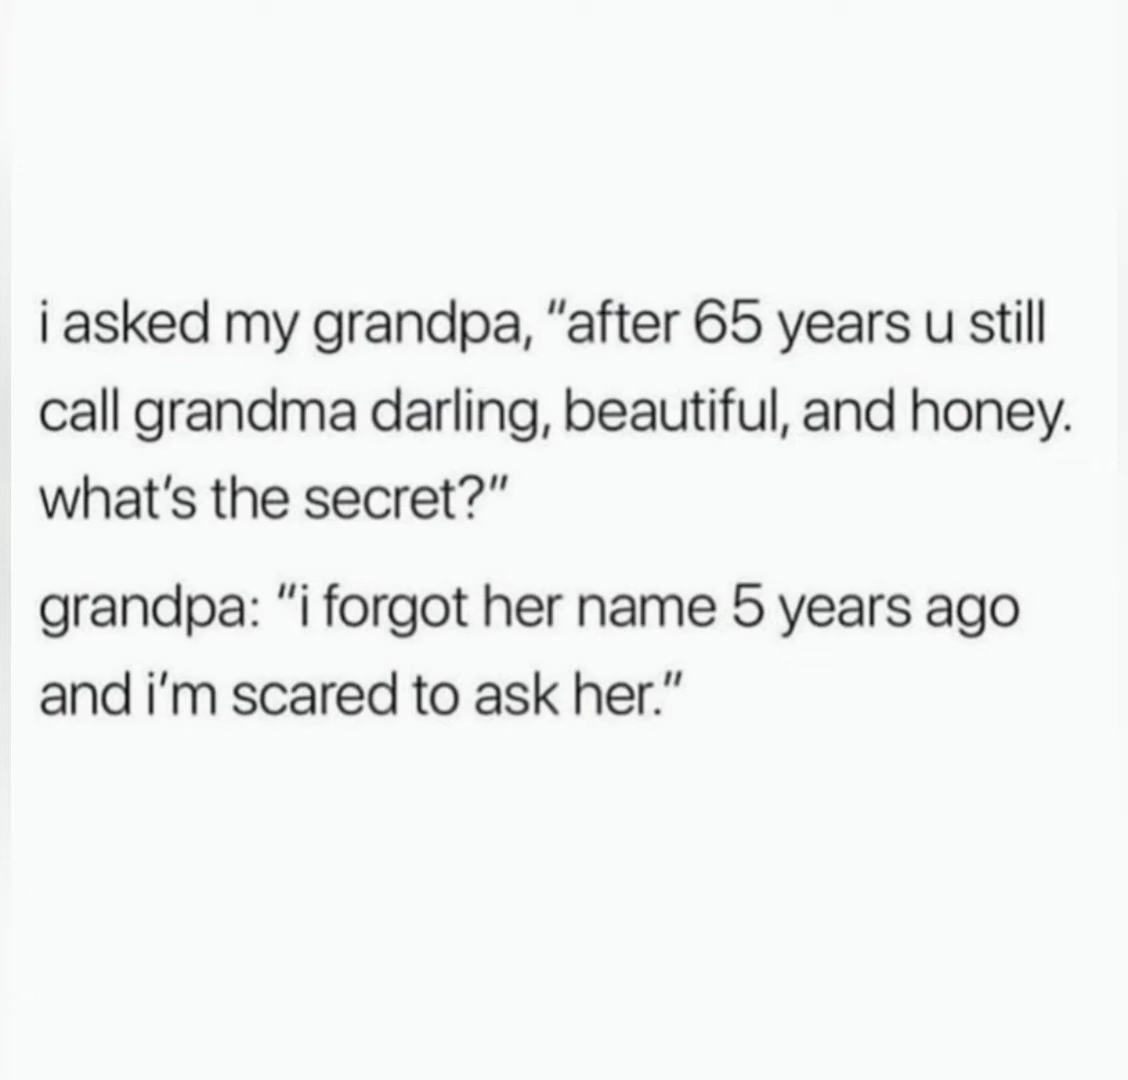 i asked my grandpa, "after 65 years u still
call grandma darling, beautiful, and honey.
what's the secret?"
grandpa: "i forgot her name 5 years ago
and i'm scared to ask her."